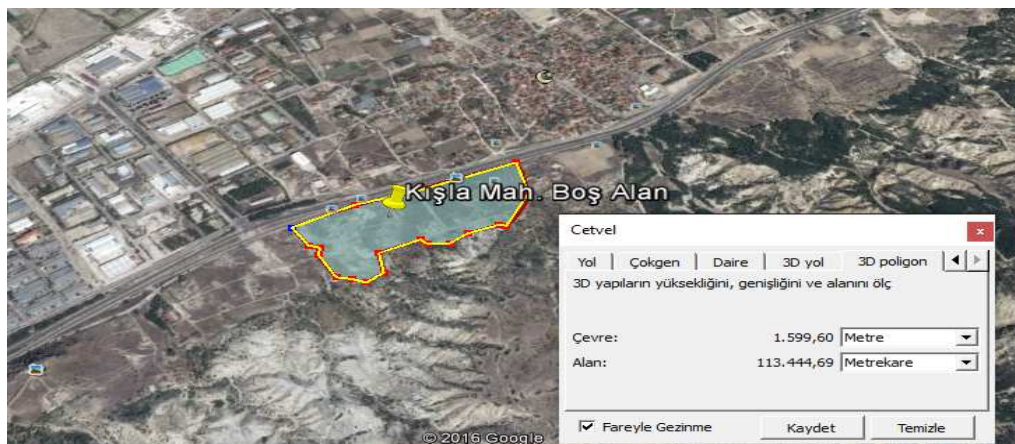 Kışla Mah. Boş Alan
Cetvel
Yol Çokgen Daire 3D yol 3D poligon
3D yapıların yüksekliğini, genişliğini ve alanını ölç
Çevre: 1.599,60 Metre
Alan: 113.444,69 Metrekare
Fareyle Gezinme Kaydet Temizle
© 2016 Google